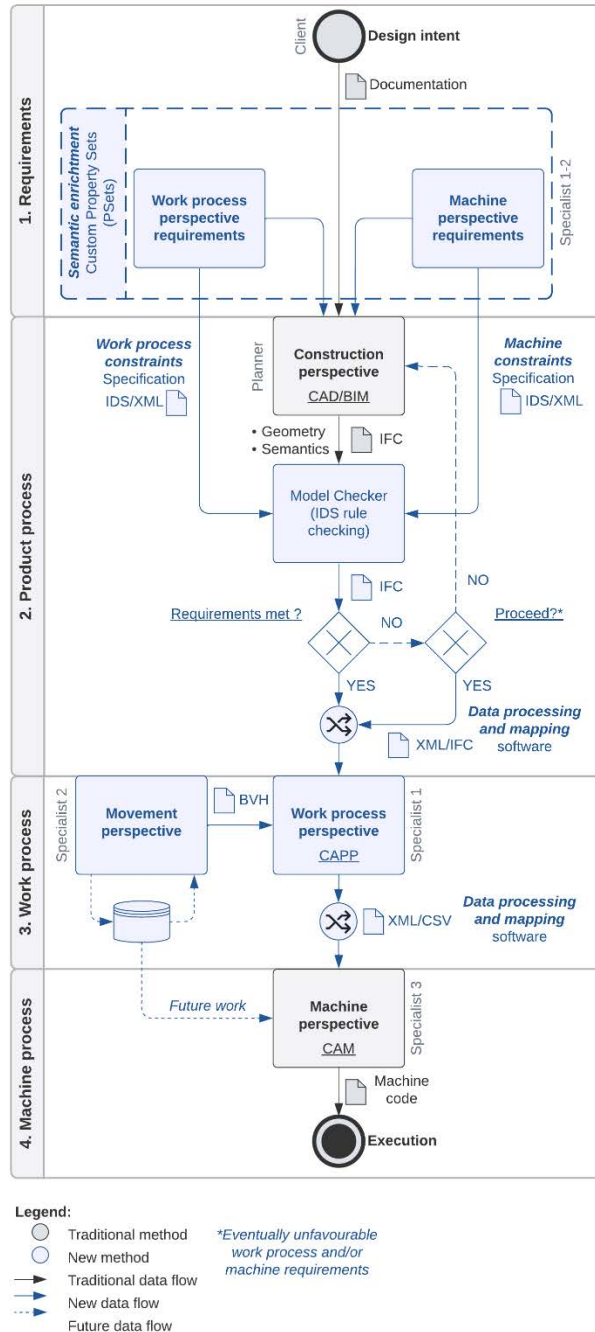 Client
Design intent
Documentation
1. Requirements
Semantic enrichtment
Custom Property Sets
(PSets)
Work process
perspective
requirements
Machine
perspective
requirements
Specialist 1-2
2. Product process
Work process
constraints
Specification
IDS/XML
Planner
Construction
perspective
CAD/BIM
Machine
constraints
Specification
IDS/XML
• Geometry
• Semantics
IFC
Model Checker
(IDS rule
checking)
IFC
NO
Requirements met ?
NO
Proceed?*
YES
YES
Data processing
and mapping
software
XML/IFC
3. Work process
Specialist 2
Movement
perspective
BVH
Work process
perspective
CAPP
Specialist 1
XML/CSV
Data processing
and mapping
software
4. Machine process
Future work
Machine
perspective
CAM
Specialist 3
Machine
code
Execution
Legend:
Traditional method
New method
Traditional data flow
New data flow
Future data flow
*Eventually unfavourable
work process and/or
machine requirements